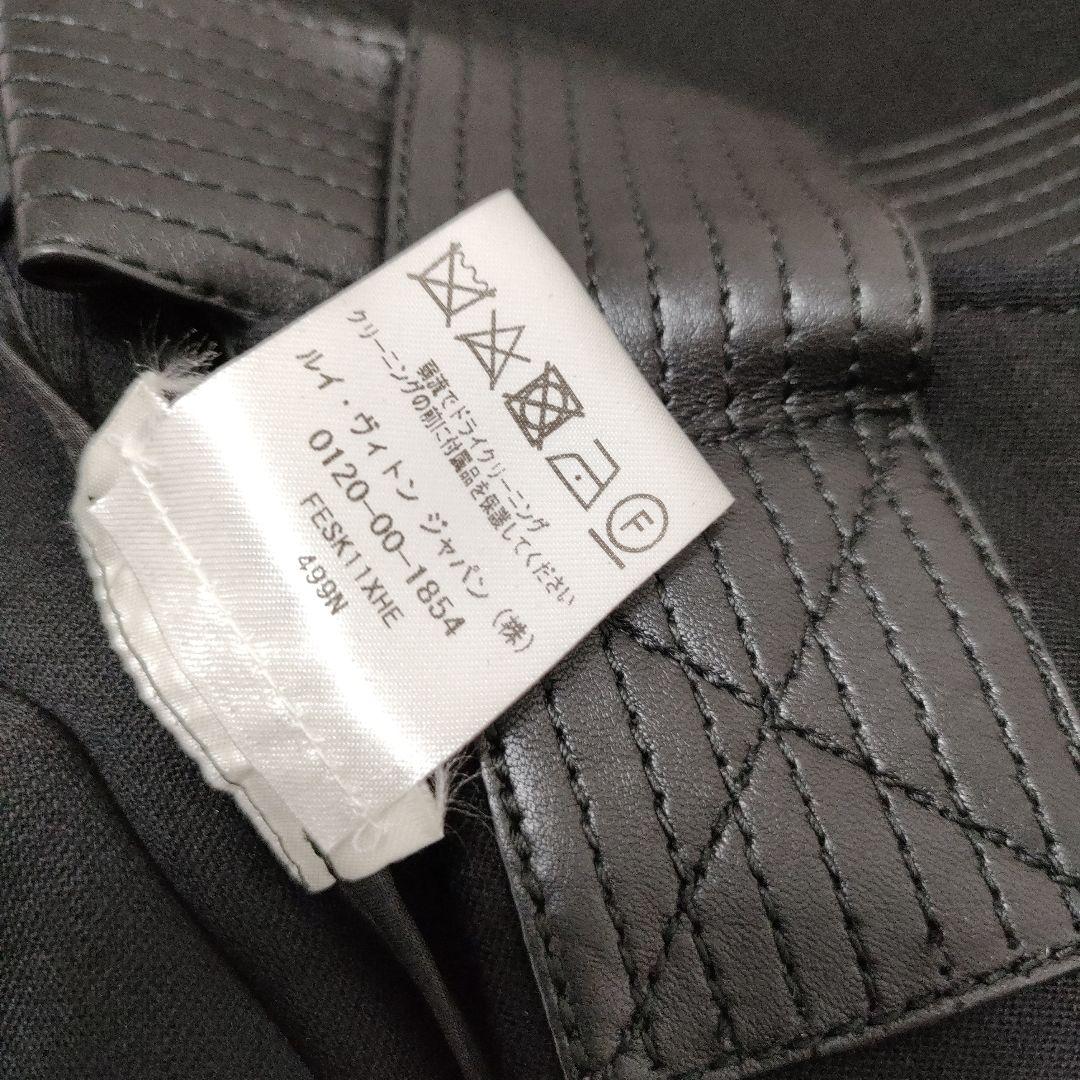 F
弱流でドライクリーニング
クリーニングの前に付属品を保護してください
ルイ・ヴィトン ジャパン (株)
0120-00-1854
FESK11XHE
499N